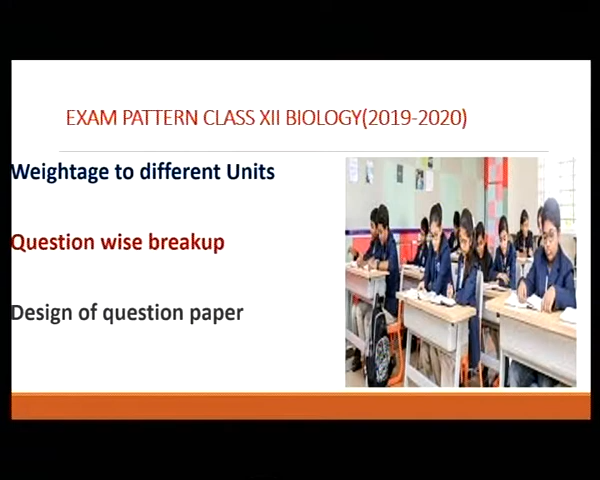 EXAM PATTERN CLASS XII BIOLOGY(2019-2020)
Weightage to different Units
Question wise breakup
Design of question paper